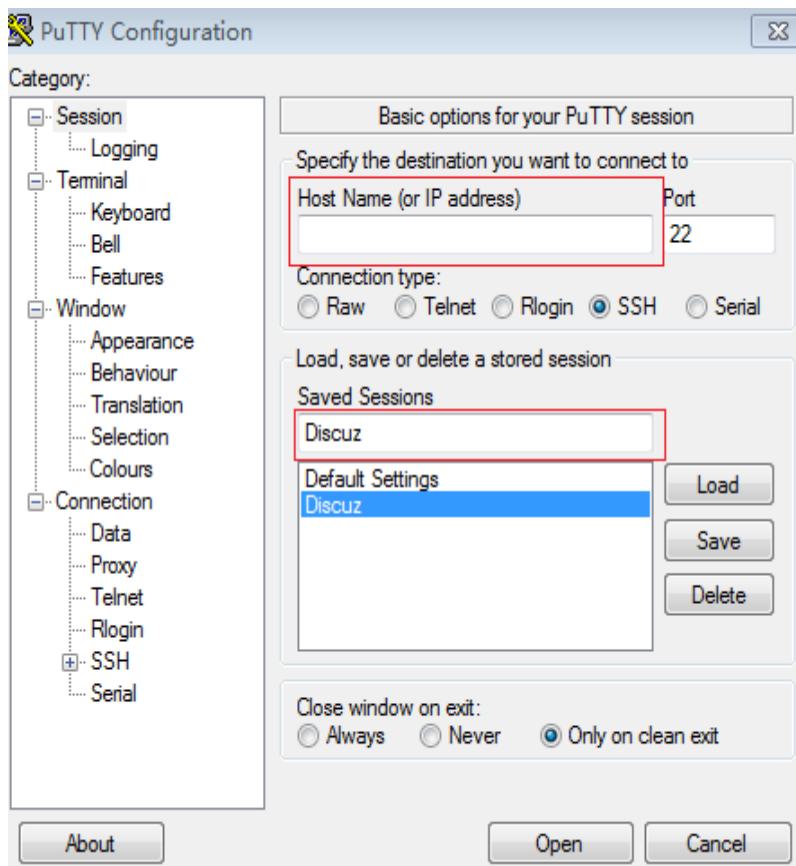 PuTTY Configuration
Category:
Session
Logging
Terminal
Keyboard
Bell
Features
Window
Appearance
Behaviour
Translation
Selection
Colours
Connection
Data
Proxy
Telnet
Rlogin
SSH
Serial
Basic options for your PuTTY session
Specify the destination you want to connect to
Host Name (or IP address) Port
22
Connection type:
Raw Telnet Rlogin SSH Serial
Load, save or delete a stored session
Saved Sessions
Discuz
Default Settings
Discuz
Load
Save
Delete
Close window on exit:
Always Never Only on clean exit
About Open Cancel